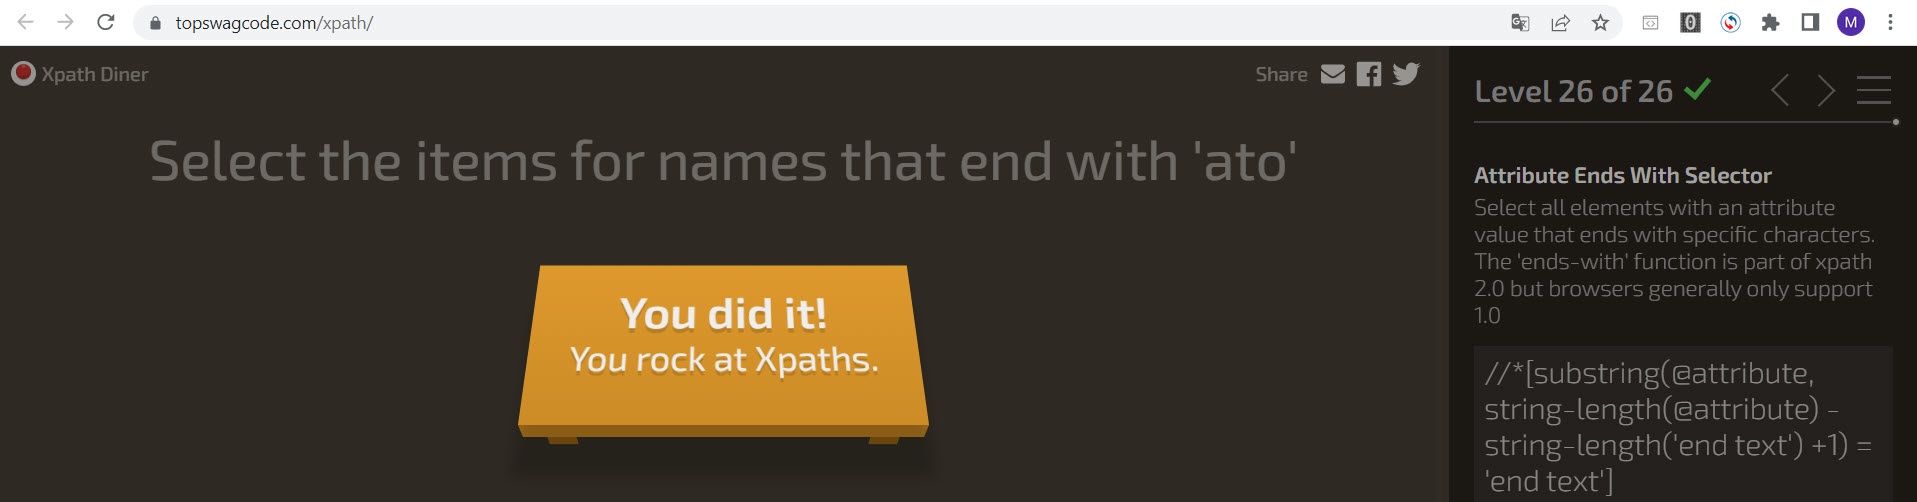 topswagcode.com/xpath/
M
Xpath Diner
Share
Level 26 of 26
Select the items for names that end with 'ato'
You did it!
You rock at Xpaths.
Attribute Ends With Selector
Select all elements with an attribute
value that ends with specific characters.
The 'ends-with' function is part of xpath
2.0 but browsers generally only support
1.0
//*[substring(@attribute,
string-length(@attribute) -
string-length('end text') +1) =
'end text']